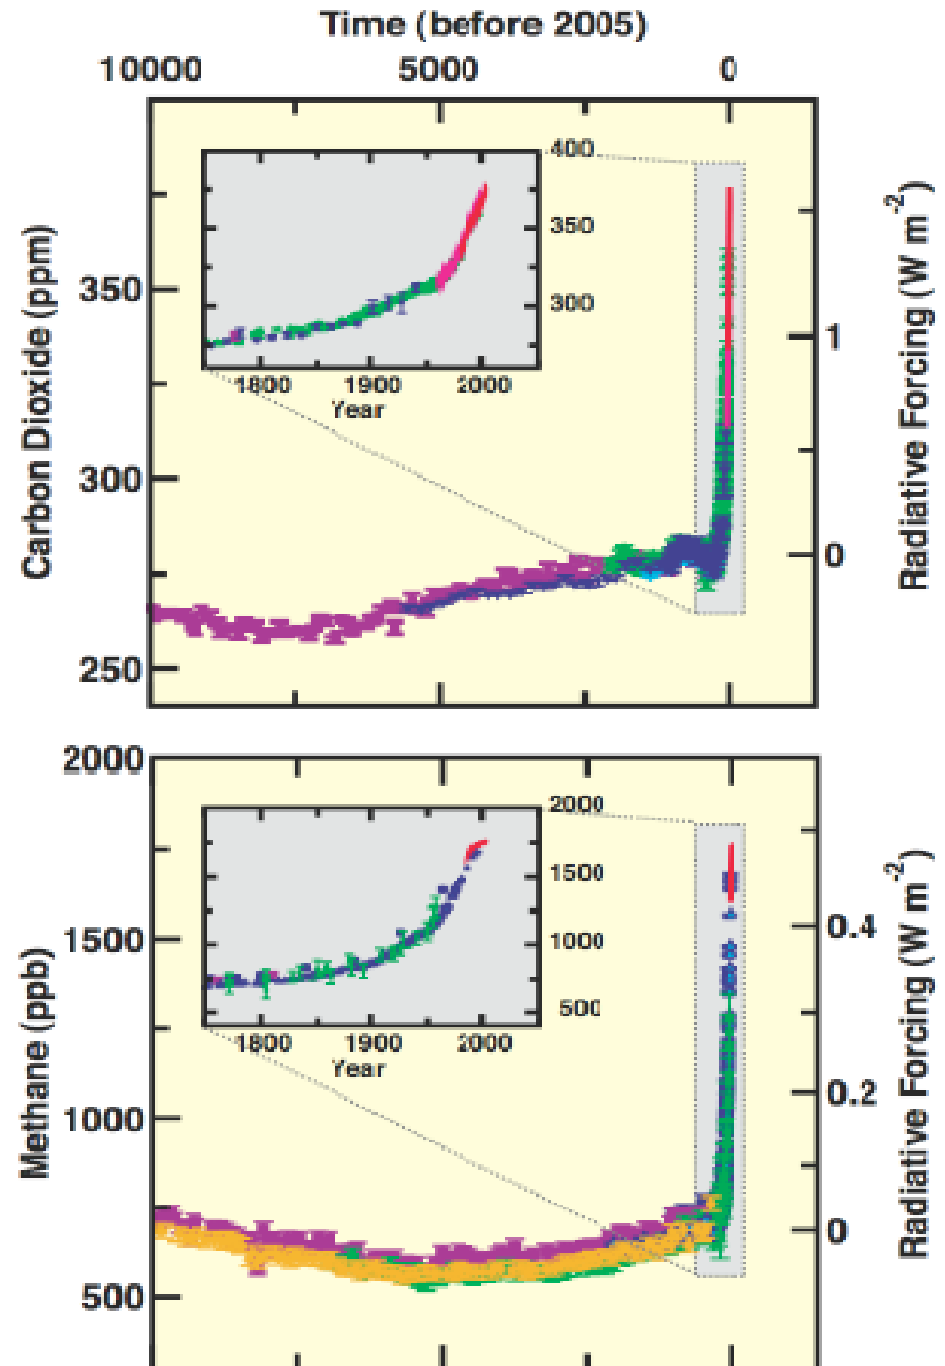 Time (before 2005)
10000 5000 0
Carbon Dioxide (ppm)
350
300
250
400
350
300
1800 1900 2000
Year
1
0
Radiative Forcing (W m-2)
Methane (ppb)
2000
1500
1000
500
2000
1500
1000
500
1800 1900 2000
Year
0.4
0.2
0
Radiative Forcing (W m-2)